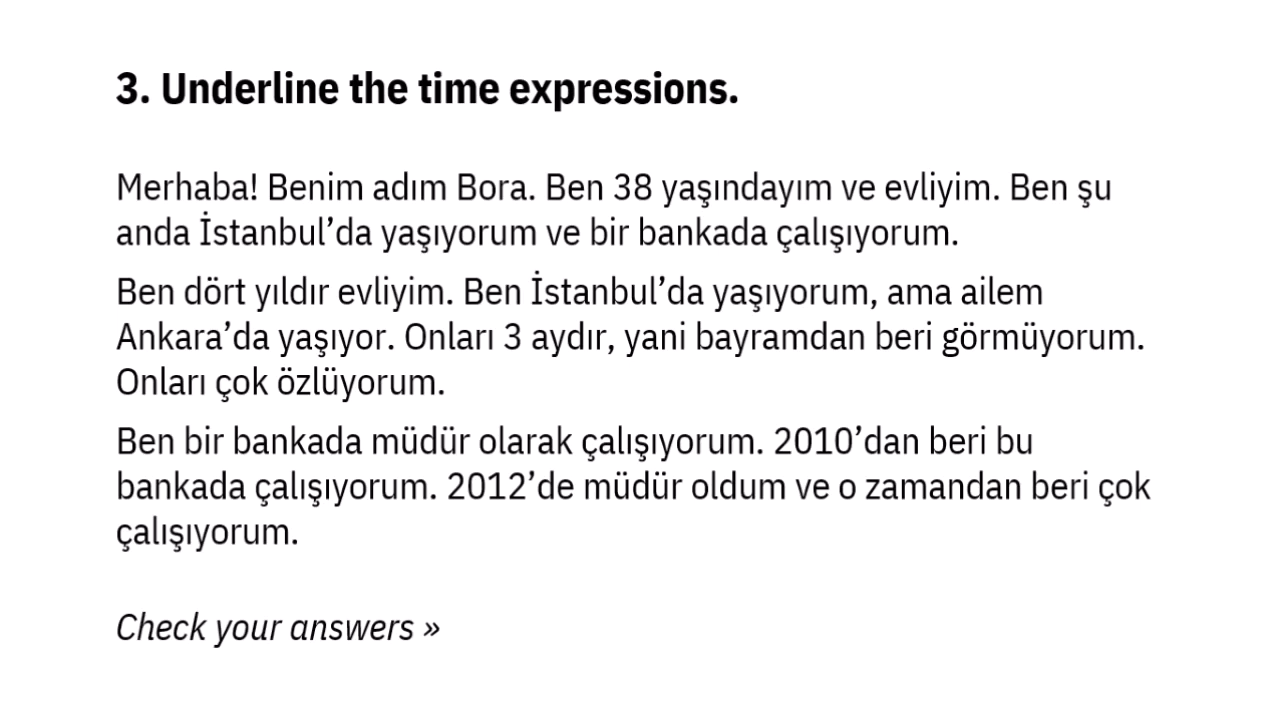 3. Underline the time expressions.
Merhaba! Benim adım Bora. Ben 38 yaşındayım ve evliyim. Ben şu
anda İstanbul’da yaşıyorum ve bir bankada çalışıyorum.
Ben dört yıldır evliyim. Ben İstanbul’da yaşıyorum, ama ailem
Ankara’da yaşıyor. Onları 3 aydır, yani bayramdan beri görmüyorum.
Onları çok özlüyorum.
Ben bir bankada müdür olarak çalışıyorum. 2010’dan beri bu
bankada çalışıyorum. 2012’de müdür oldum ve o zamandan beri çok
çalışıyorum.
Check your answers »